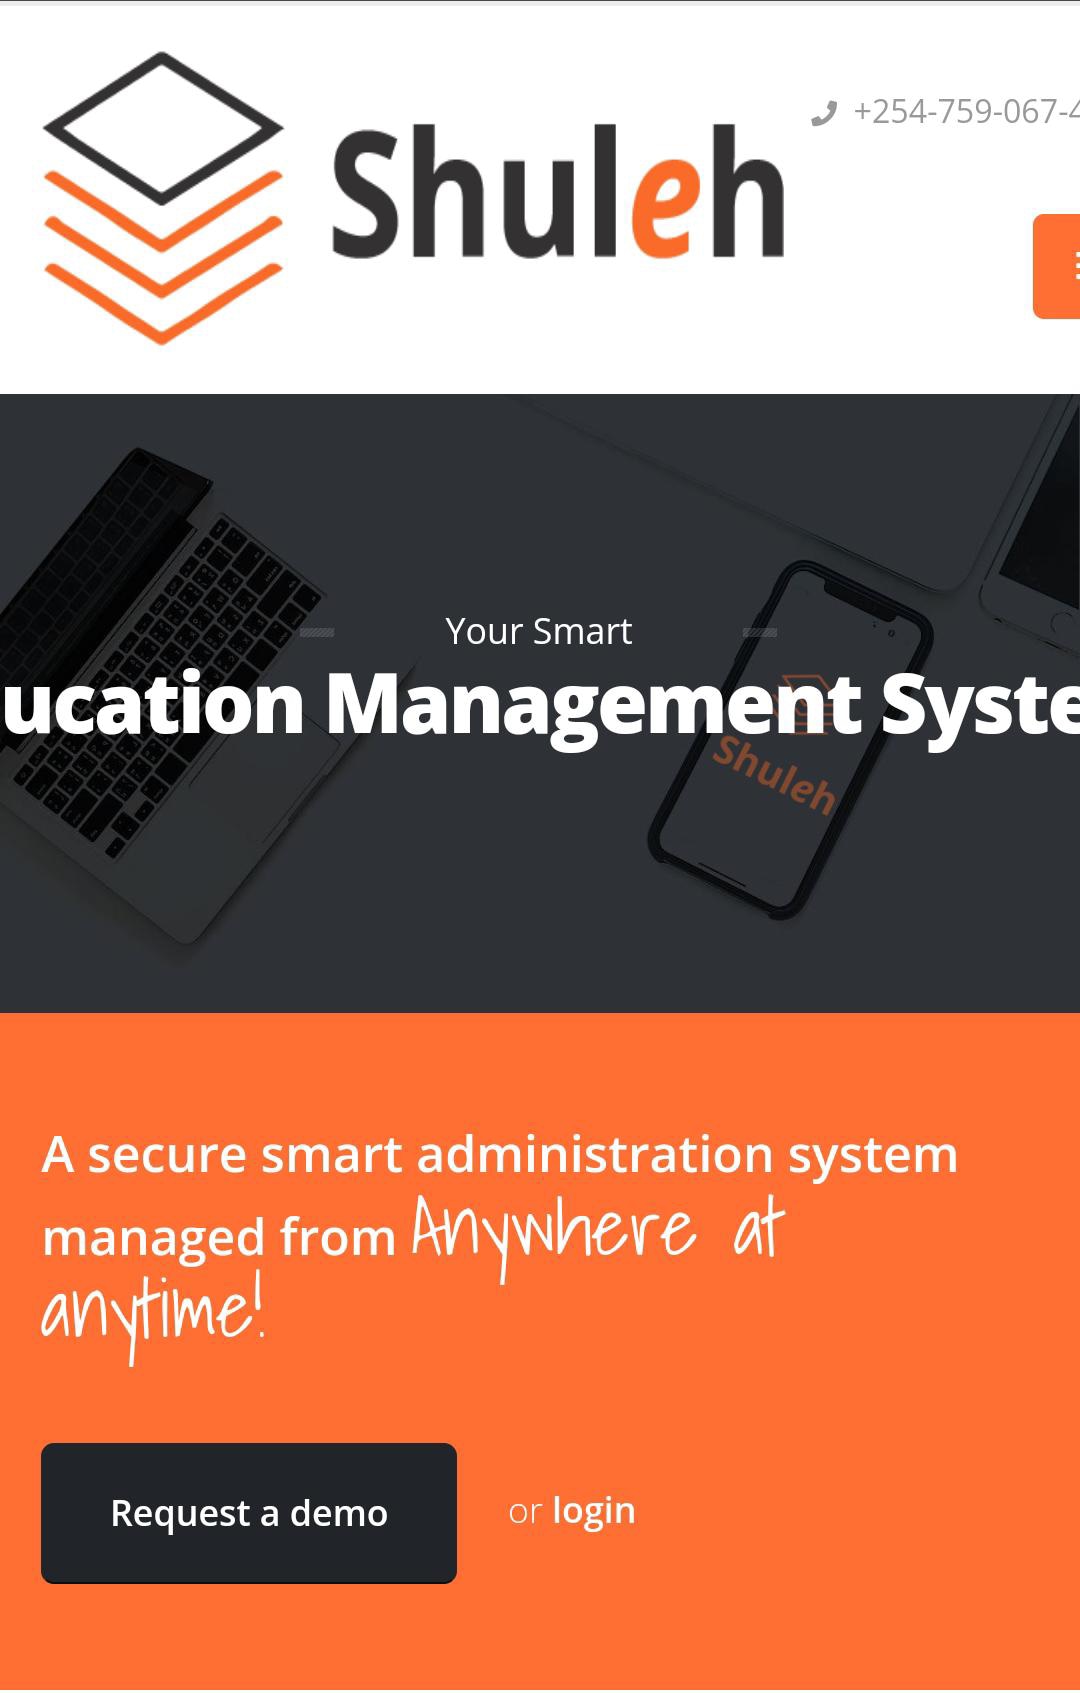 Shuleh
+254-759-067-4
Your Smart
ucation Management Syste
Shuleh
A secure smart administration system
managed from Anywhere at
anytime!
Request a demo
or login